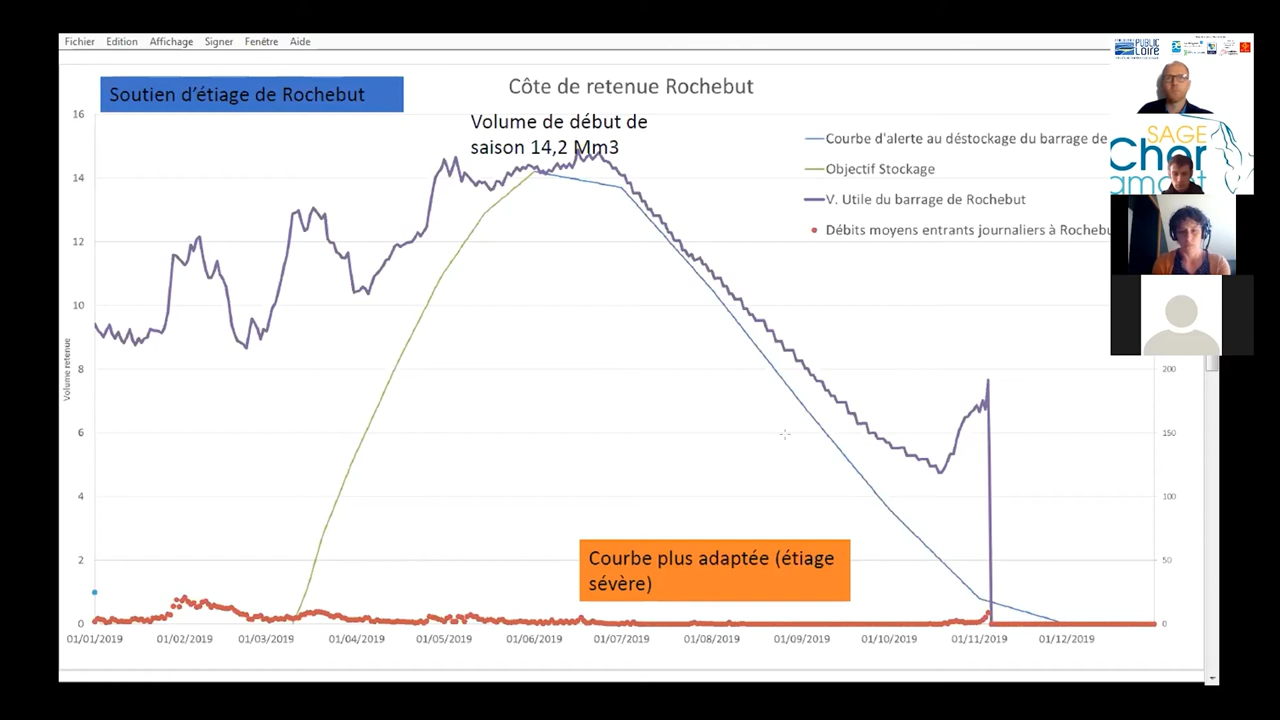 Fichier Edition Affichage Signer Fenêtre Aide
PUBLIC
LOIRE
Soutien d'étiage de Rochebut
Côte de retenue Rochebut
Volume de début de
saison 14,2 Mm3
Courbe d'alerte au déstockage du barrage de
Objectif Stockage
V. Utile du barrage de Rochebut
Débits moyens entrants journaliers à Rochebu
SAGE
Cher
amont
Volume retenue
16
14
12
10
8
6
4
2
0
200
150
100
50
0
Courbe plus adaptée (étiage
sévère)
01/01/2019 01/02/2019 01/03/2019 01/04/2019 01/05/2019 01/06/2019 01/07/2019 01/08/2019 01/09/2019 01/10/2019 01/11/2019 01/12/2019